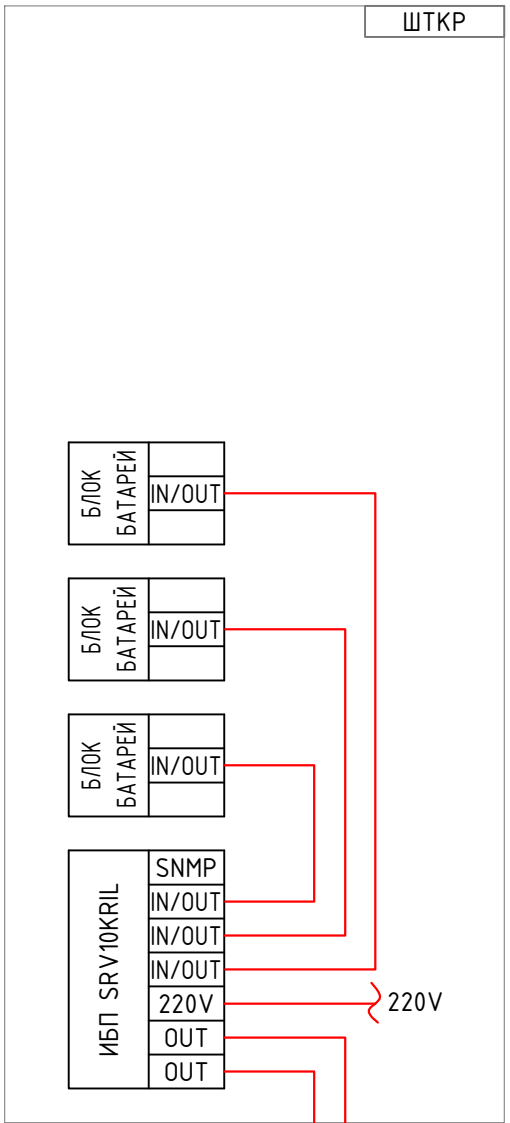 ШТКР
БЛОК
БАТАРЕЙ
IN/OUT
БЛОК
БАТАРЕЙ
IN/OUT
БЛОК
БАТАРЕЙ
IN/OUT
ИБП SRV10KRIL
SNMP
IN/OUT
IN/OUT
IN/OUT
220V
220V
OUT
OUT